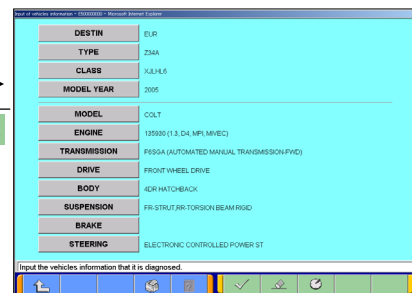 Input of vehicles information - E00000000 - Microsoft Internet Explorer
DESTIN EUR
TYPE Z34A
CLASS XJLHL6
MODEL YEAR 2005
MODEL COLT
ENGINE 135930 (1.3, D4, MPI, MIVEC)
TRANSMISSION F6SGA (AUTOMATED MANUAL TRANSMISSION-FWD)
DRIVE FRONT WHEEL DRIVE
BODY 4DR HATCHBACK
SUSPENSION FR-STRUT,RR-TORSION BEAM RIGID
BRAKE
STEERING ELECTRONIC CONTROLLED POWER ST
Input the vehicles information that it is diagnosed.